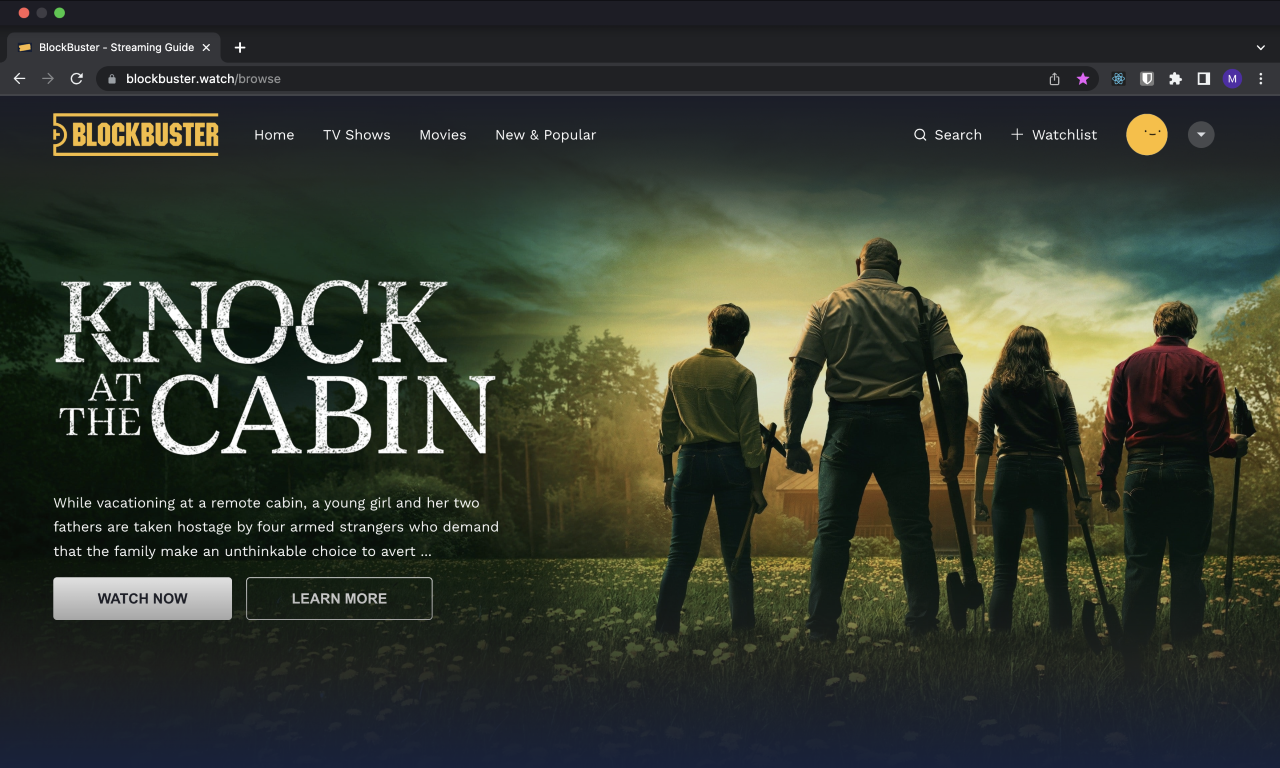 BlockBuster - Streaming Guide
blockbuster.watch/browse
M
BLOCKBUSTER
Home
TV Shows
Movies
New & Popular
Search
Watchlist
KNOCK
AT
THE
CABIN
While vacationing at a remote cabin, a young girl and her two
fathers are taken hostage by four armed strangers who demand
that the family make an unthinkable choice to avert ...
WATCH NOW
LEARN MORE